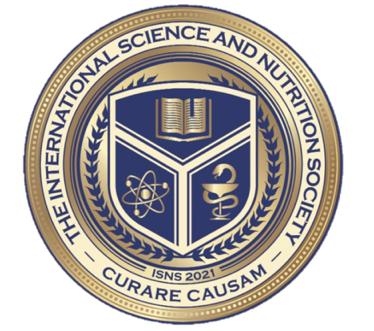 THE INTERNATIONAL SCIENCE AND NUTRITION SOCIETY
ISNS 2021
– CURARE CAUSAM –